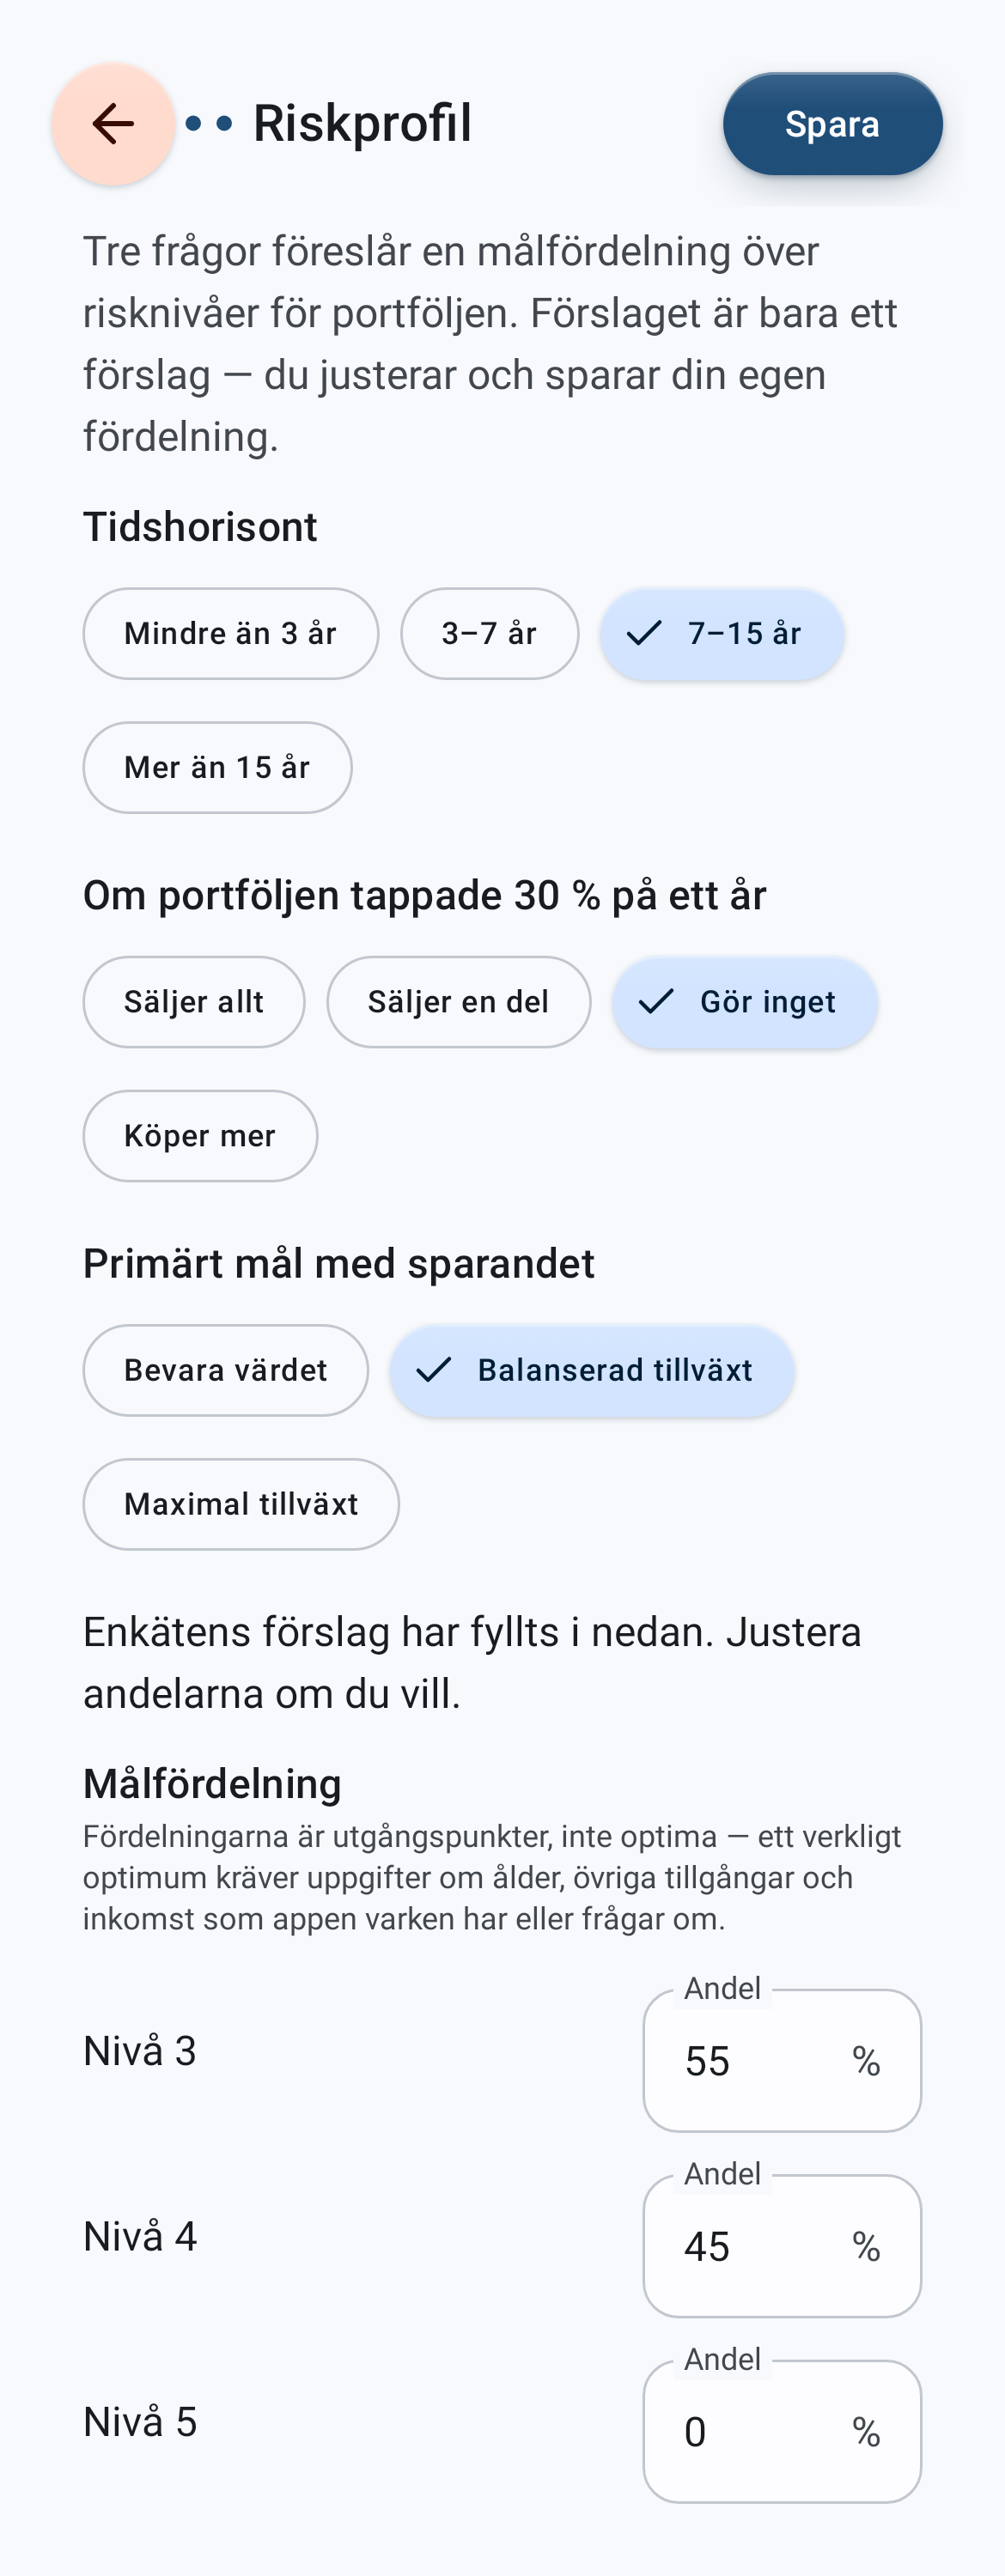 Riskprofil
Spara
Tre frågor föreslår en målfördelning över
risknivåer för portföljen. Förslaget är bara ett
förslag — du justerar och sparar din egen
fördelning.
Tidshorisont
Mindre än 3 år
3–7 år
7–15 år
Mer än 15 år
Om portföljen tappade 30 % på ett år
Säljer allt
Säljer en del
Gör inget
Köper mer
Primärt mål med sparandet
Bevara värdet
Balanserad tillväxt
Maximal tillväxt
Enkätens förslag har fyllts i nedan. Justera
andelarna om du vill.
Målfördelning
Fördelningarna är utgångspunkter, inte optima — ett verkligt
optimum kräver uppgifter om ålder, övriga tillgångar och
inkomst som appen varken har eller frågar om.
Andel
Nivå 3
55 %
Andel
Nivå 4
45 %
Andel
Nivå 5
0 %